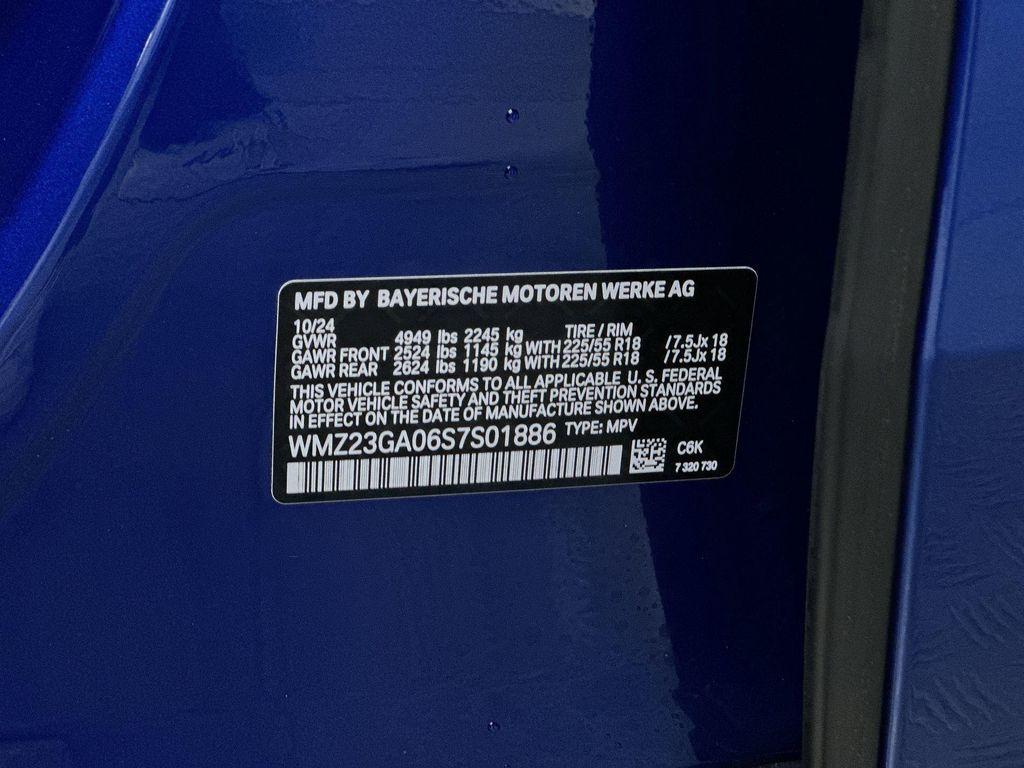 MFD BY BAYERISCHE MOTOREN WERKE AG
10/24 TIRE / RIM
GVWR 4949 lbs 2245 kg
GAWR FRONT 2524 lbs 1145 kg WITH 225/55 R18 /7.5Jx 18
GAWR REAR 2624 lbs 1190 kg WITH 225/55 R18 /7.5Jx 18
THIS VEHICLE CONFORMS TO ALL APPLICABLE U. S. FEDERAL
MOTOR VEHICLE SAFETY AND THEFT PREVENTION STANDARDS
IN EFFECT ON THE DATE OF MANUFACTURE SHOWN ABOVE.
WMZ23GA06S7S01886 TYPE: MPV
C6K
7 320 730